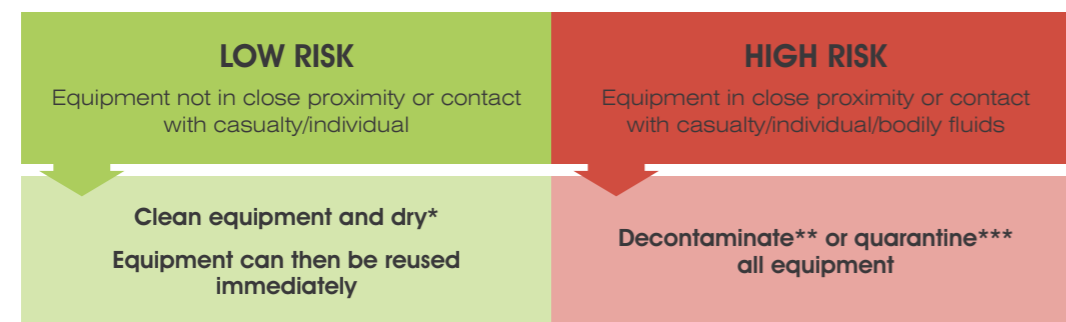 LOW RISK
Equipment not in close proximity or contact
with casualty/individual
HIGH RISK
Equipment in close proximity or contact
with casualty/individual/bodily fluids
Clean equipment and dry*
Equipment can then be reused
immediately
Decontaminate** or quarantine***
all equipment